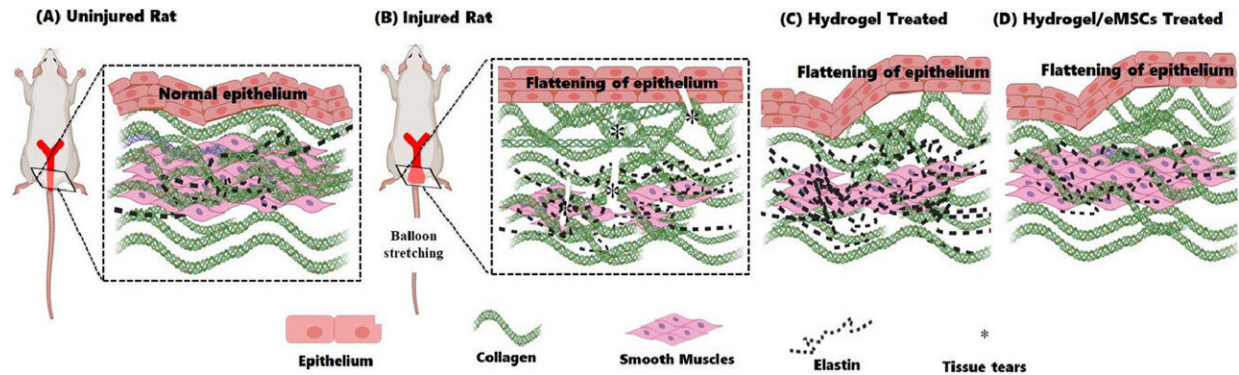 (A) Uninjured Rat
(B) Injured Rat
(C) Hydrogel Treated
(D) Hydrogel/eMSCs Treated
Normal epithelium
Flattening of epithelium
Flattening of epithelium
Flattening of epithelium
*
*
*
*
Balloon
stretching
*
Epithelium
Collagen
Smooth Muscles
Elastin
Tissue tears